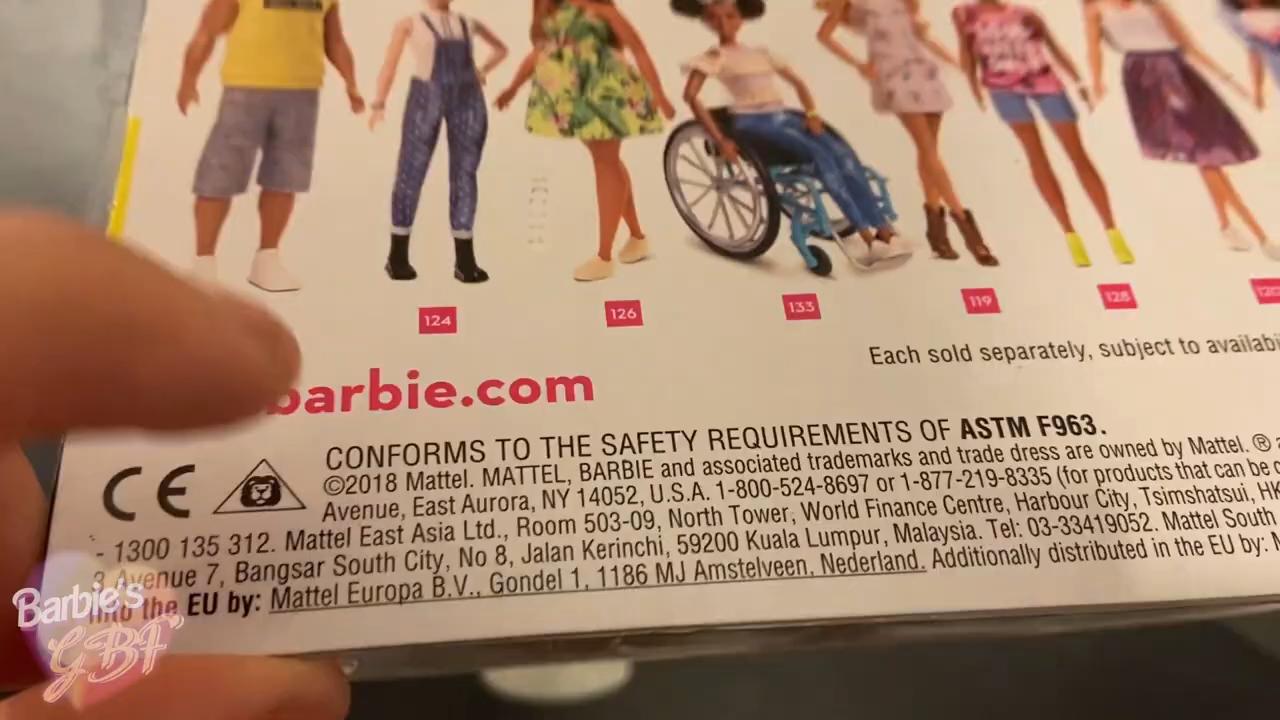 124
126
133
119
128
Each sold separately, subject to
barbie.com
CONFORMS TO THE SAFETY REQUIREMENTS OF ASTM F963.
CE
©2018 Mattel. MATTEL, BARBIE and associated trademarks and trade dress are owned by Mattel. ®
Avenue, East Aurora, NY 14052, U.S.A. 1-800-524-8697 or 1-877-219-8335 (for products that can be
- 1300 135 312. Mattel East Asia Ltd., Room 503-09, North Tower, World Finance Centre, Harbour City, Tsimshatsui, HK
3 Avenue 7, Bangsar South City, No 8, Jalan Kerinchi, 59200 Kuala Lumpur, Malaysia. Tel: 03-33419052. Mattel South
into the EU by: Mattel Europa B.V., Gondel 1, 1186 MJ Amstelveen, Nederland. Additionally distributed in the EU by:
Barbie's
GBF